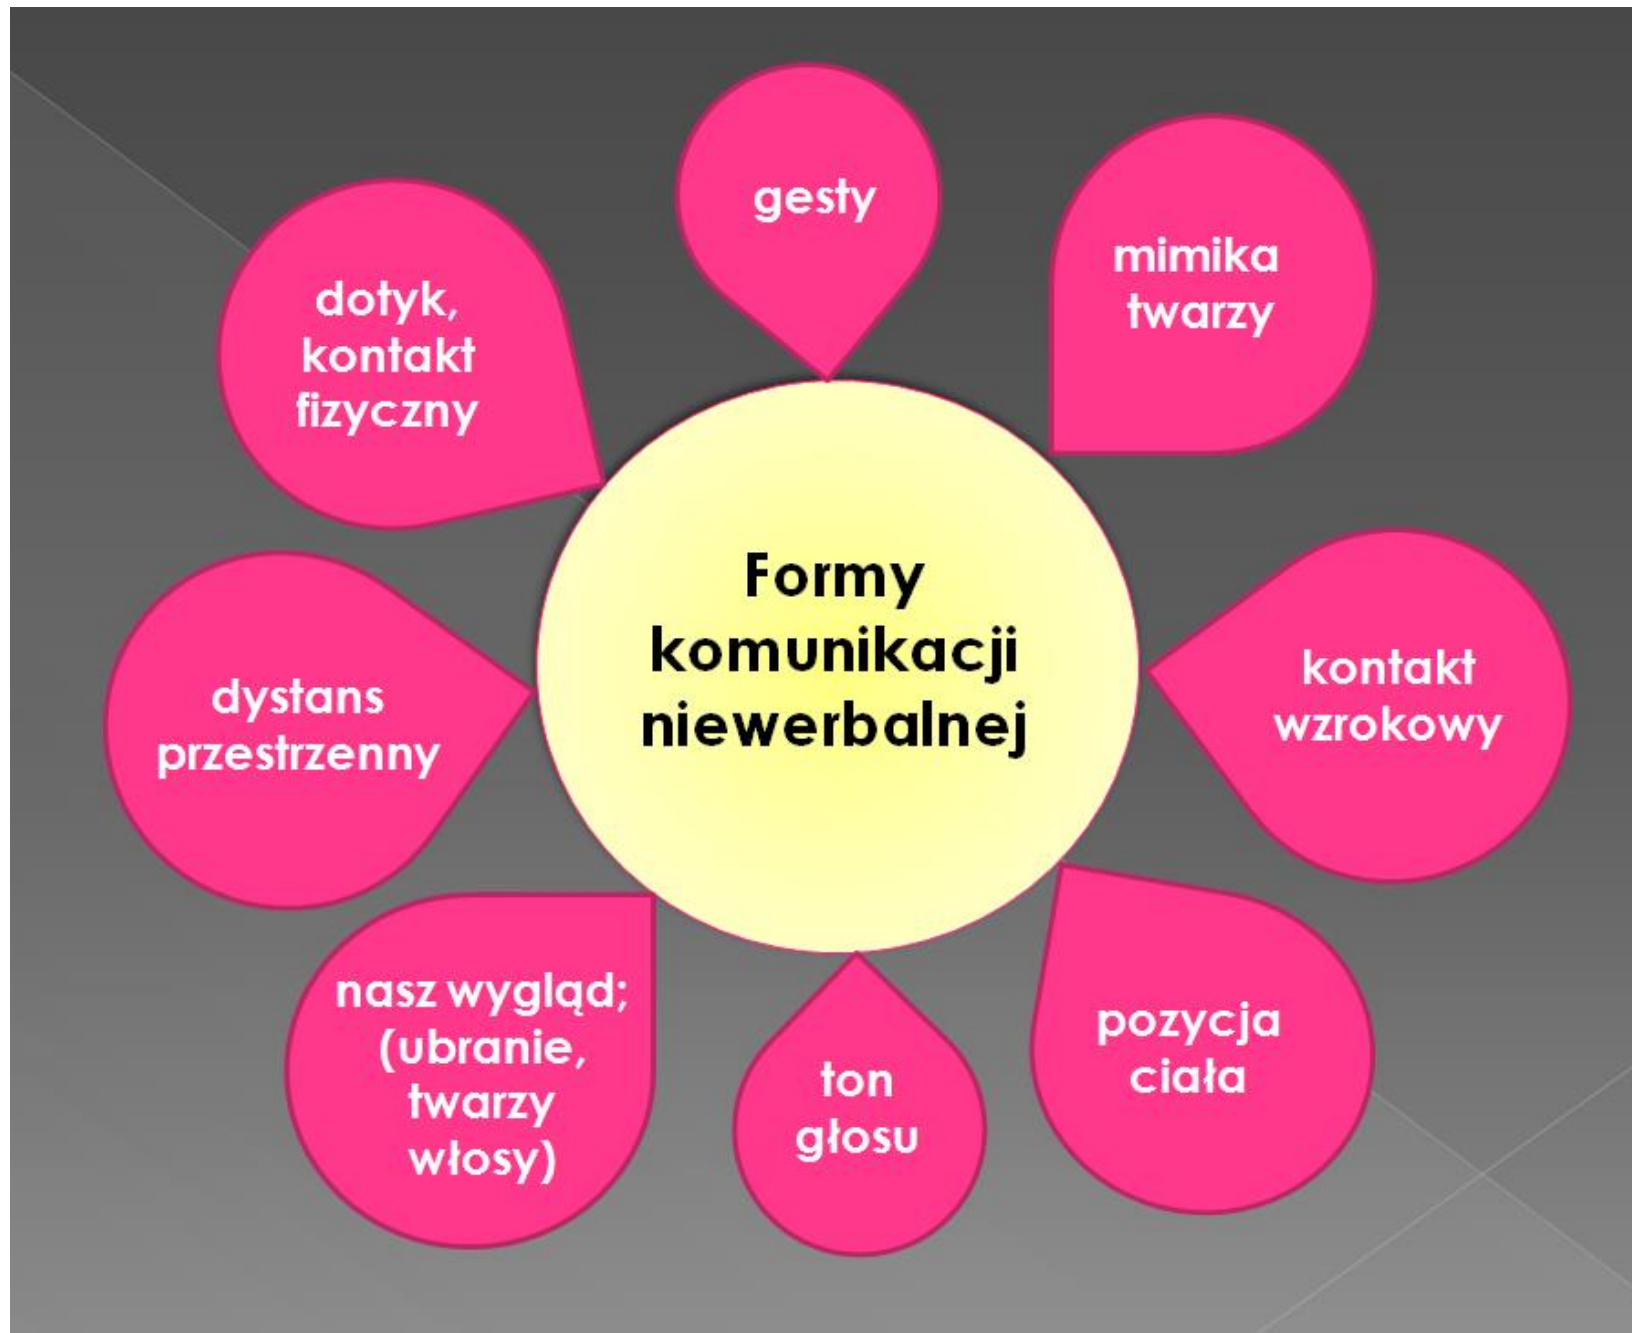 gesty
mimika
twarzy
dotyk,
kontakt
fizyczny
Formy
komunikacji
niewerbalnej
kontakt
wzrokowy
dystans
przestrzenny
nasz wygląd;
(ubranie,
twarzy
włosy)
ton
głosu
pozycja
ciała